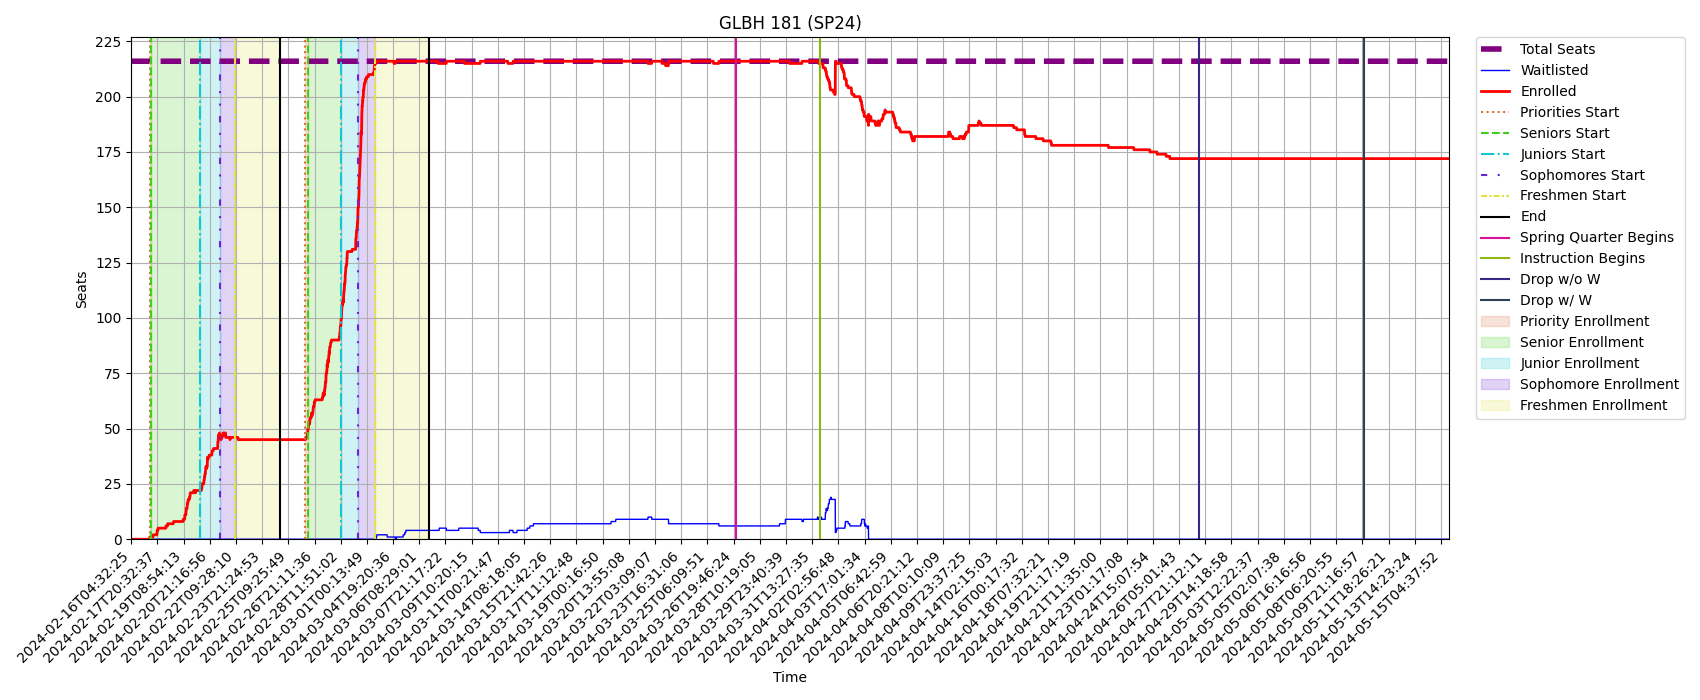 GLBH 181 (SP24)
225
200
175
150
125
100
75
50
25
0
Seats
2024-02-16T04:32:25
2024-02-17T20:32:37
2024-02-19T08:54:13
2024-02-20T21:16:56
2024-02-22T09:28:10
2024-02-23T21:24:53
2024-02-25T09:25:49
2024-02-26T21:11:36
2024-02-28T11:51:02
2024-03-01T00:13:49
2024-03-04T19:20:36
2024-03-06T08:29:01
2024-03-07T21:17:22
2024-03-09T10:20:15
2024-03-11T00:21:47
2024-03-14T08:18:05
2024-03-15T21:42:26
2024-03-17T11:12:48
2024-03-19T00:16:50
2024-03-20T13:55:08
2024-03-22T03:09:07
2024-03-23T16:31:06
2024-03-25T06:09:51
2024-03-26T19:46:24
2024-03-28T10:19:05
2024-03-29T23:40:39
2024-03-31T13:27:35
2024-04-02T02:56:48
2024-04-03T17:01:34
2024-04-05T06:42:59
2024-04-06T20:21:12
2024-04-08T10:10:09
2024-04-09T23:37:25
2024-04-14T02:15:03
2024-04-16T00:17:32
2024-04-18T07:32:21
2024-04-19T21:17:19
2024-04-21T11:35:00
2024-04-23T01:17:08
2024-04-24T15:07:54
2024-04-26T05:01:43
2024-04-27T21:12:11
2024-04-29T14:18:58
2024-05-03T12:22:37
2024-05-05T02:07:38
2024-05-06T16:16:56
2024-05-08T06:20:55
2024-05-09T21:16:57
2024-05-11T18:26:21
2024-05-13T14:23:24
2024-05-15T04:37:52
Time
Total Seats
Waitlisted
Enrolled
Priorities Start
Seniors Start
Juniors Start
Sophomores Start
Freshmen Start
End
Spring Quarter Begins
Instruction Begins
Drop w/o W
Drop w/ W
Priority Enrollment
Senior Enrollment
Junior Enrollment
Sophomore Enrollment
Freshmen Enrollment